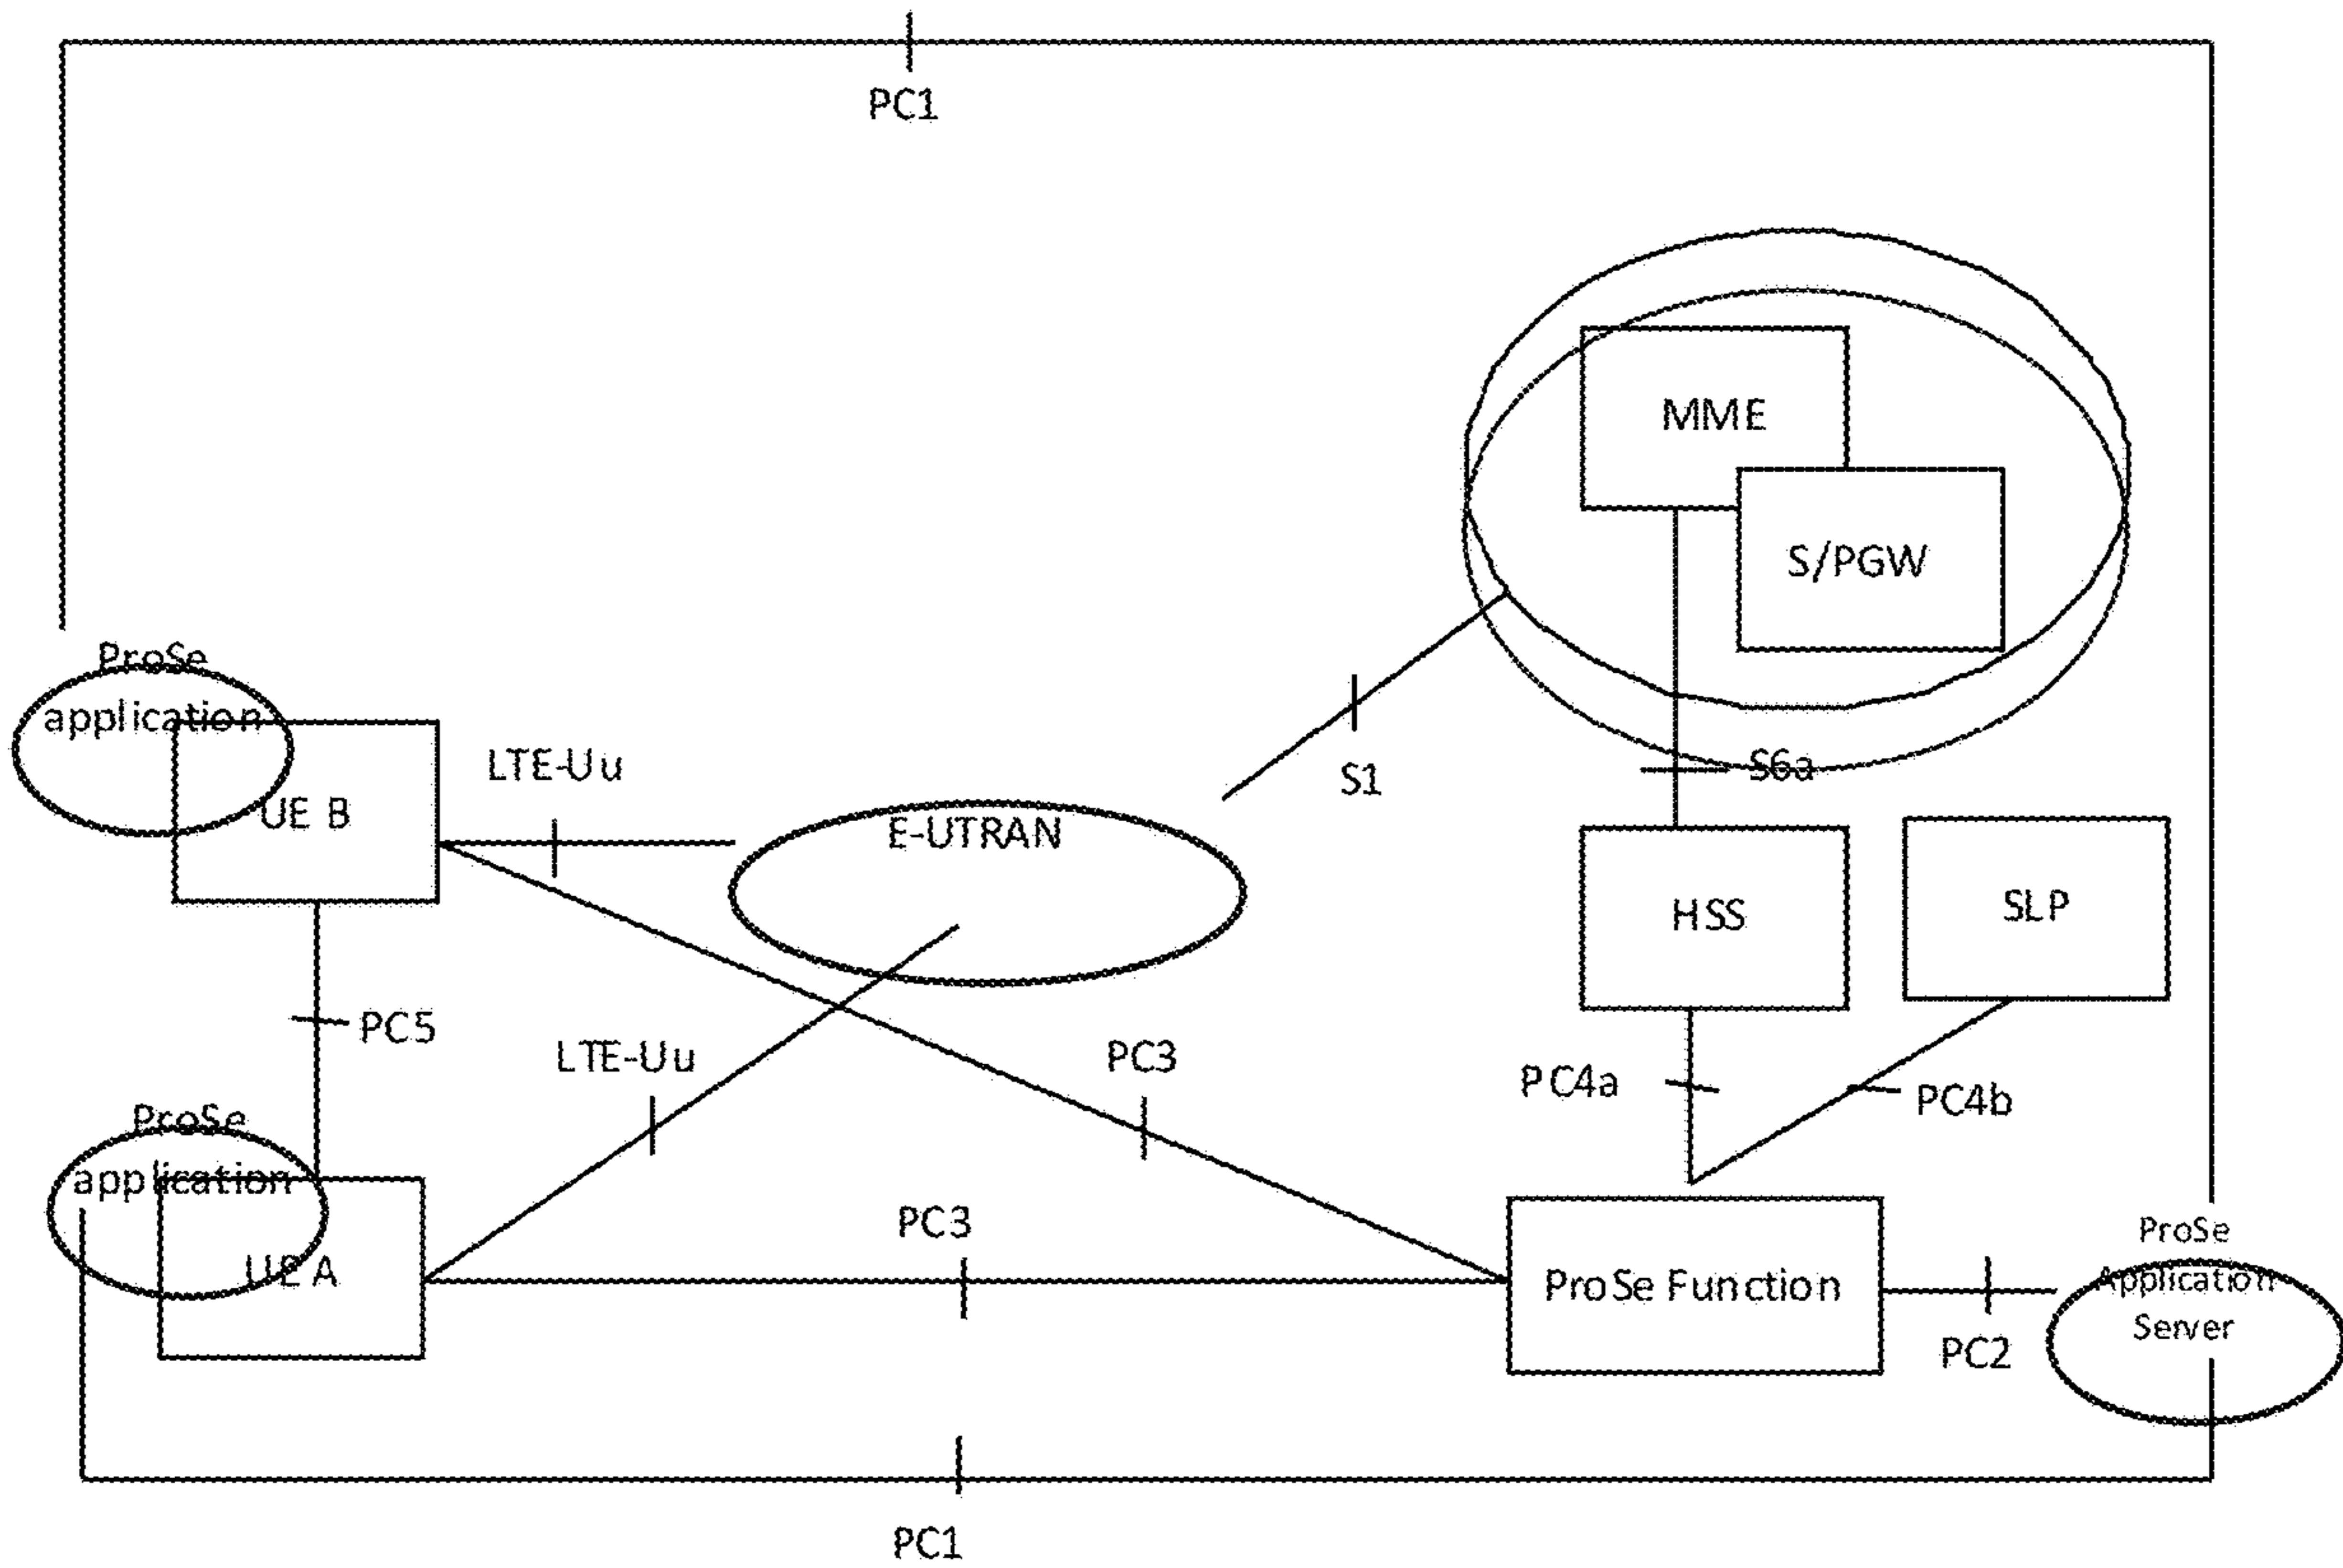 PC1
MME
S/PGW
ProSe
application
UE B
LTE-Uu
S1
S6a
E-UTRAN
HSS
SLP
PC5
LTE-Uu
PC3
PC4a
PC4b
ProSe
application
UE A
PC3
ProSe Function
PC2
ProSe
Application
Server
PC1